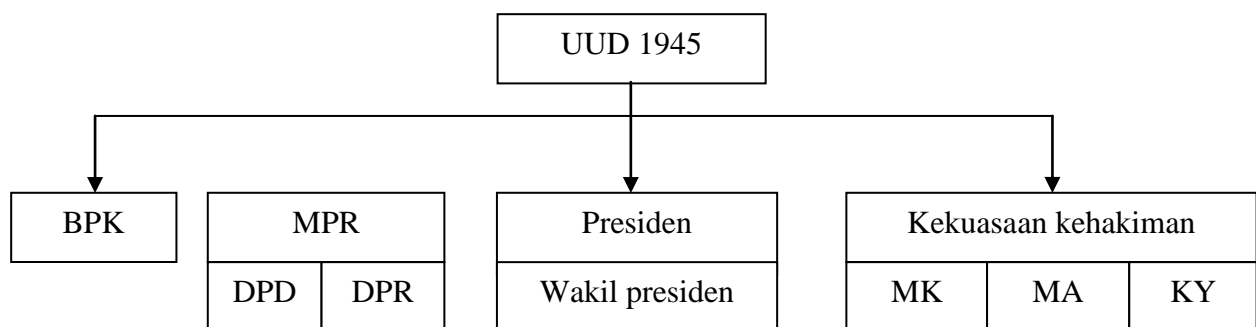 UUD 1945
BPK
MPR
Presiden
Kekuasaan kehakiman
DPD
DPR
Wakil presiden
MK
MA
KY